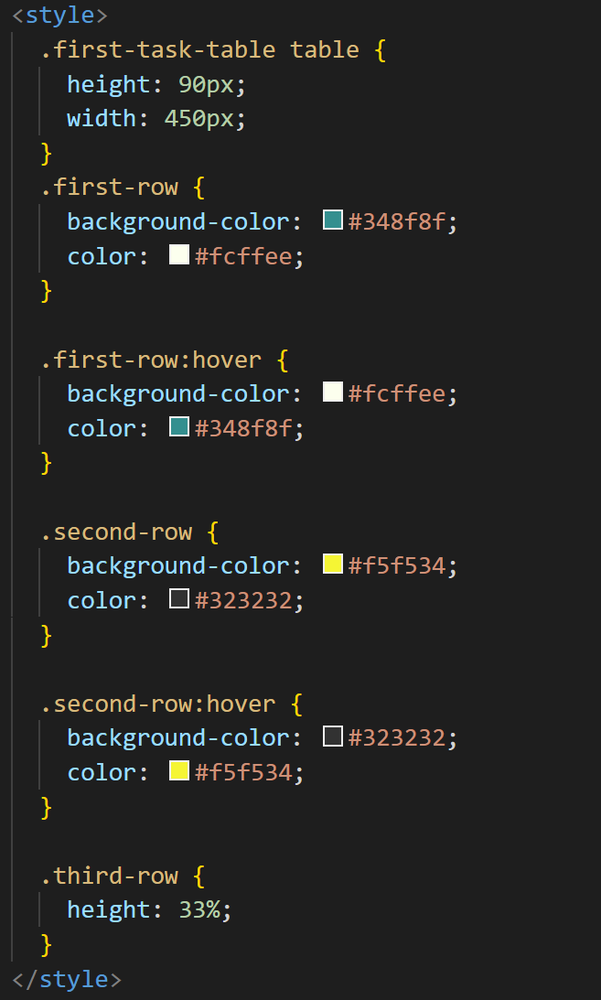 <style>
.first-task-table table {
height: 90px;
width: 450px;
}
.first-row {
background-color: #348f8f;
color: #fcffee;
}
.first-row:hover {
background-color: #fcffee;
color: #348f8f;
}
.second-row {
background-color: #f5f534;
color: #323232;
}
.second-row:hover {
background-color: #323232;
color: #f5f534;
}
.third-row {
height: 33%;
}
</style>